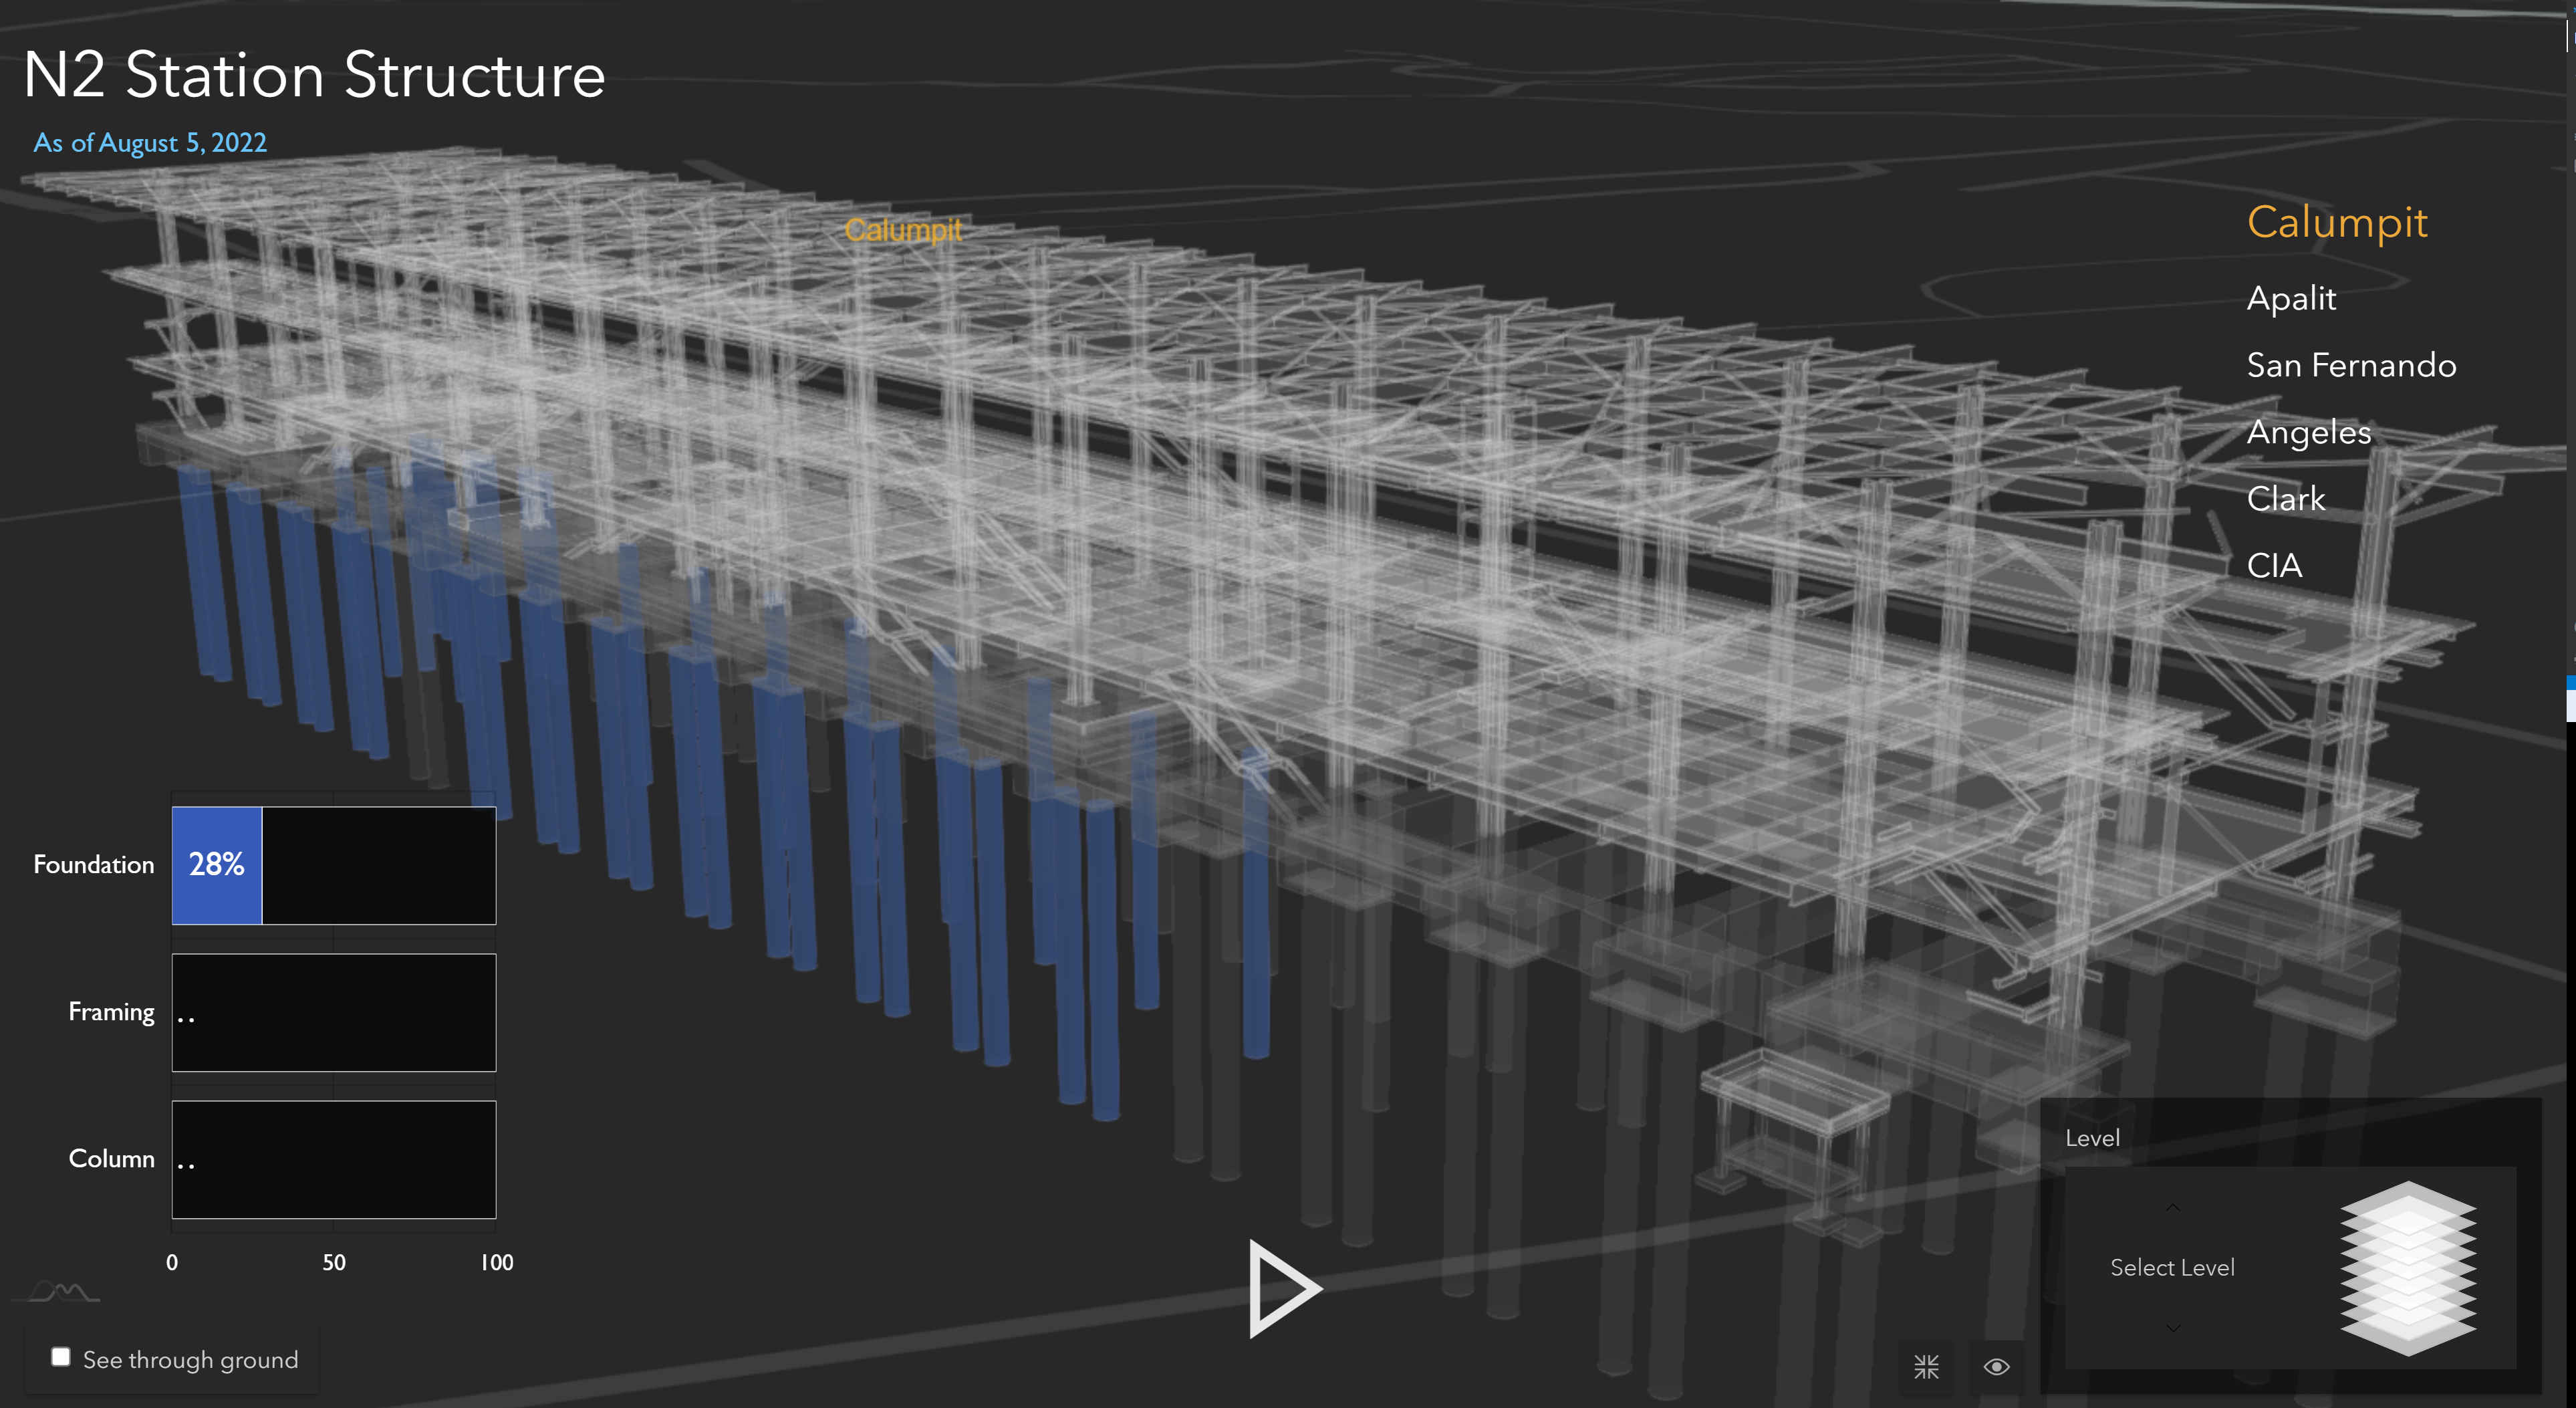 N2 Station Structure
As of August 5, 2022
Calumpit
Calumpit
Apalit
San Fernando
Angeles
Clark
CIA
Foundation
28%
Framing
..
Column
..
0 50 100
See through ground
Level
Select Level